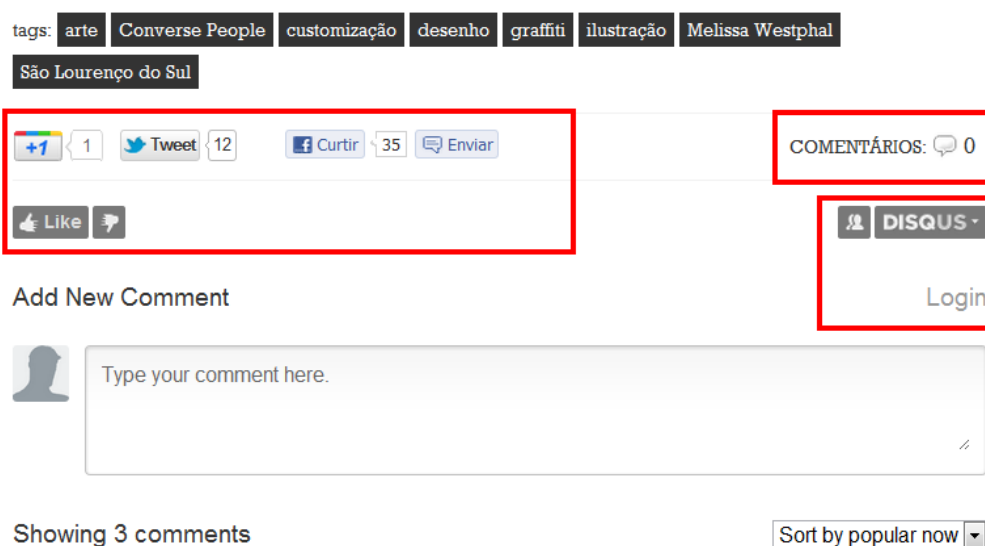 tags: arte Converse People customização desenho graffiti ilustração Melissa Westphal
São Lourenço do Sul
+1 1 Tweet 12 Curtir 35 Enviar COMENTÁRIOS: 0
Like DISQUS
Add New Comment Login
Type your comment here.
Showing 3 comments Sort by popular now